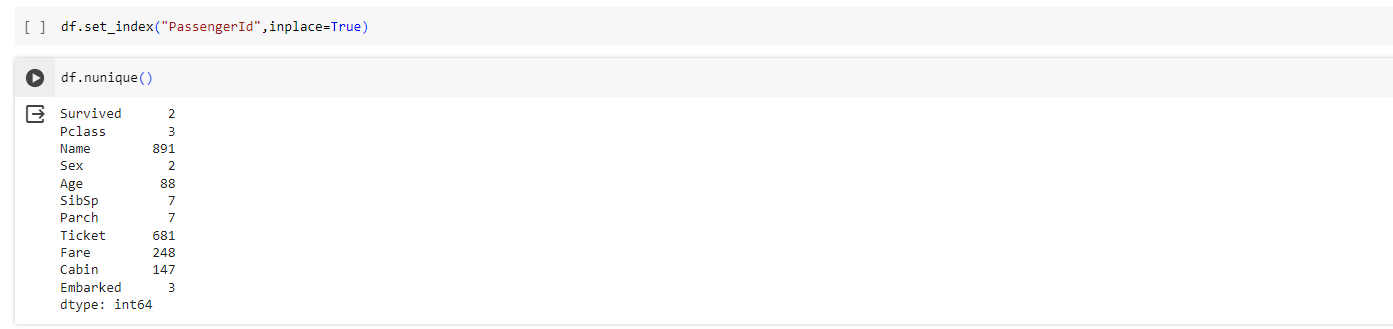 [ ] df.set_index("PassengerId",inplace=True)
df.nunique()
Survived 2
Pclass 3
Name 891
Sex 2
Age 88
SibSp 7
Parch 7
Ticket 681
Fare 248
Cabin 147
Embarked 3
dtype: int64